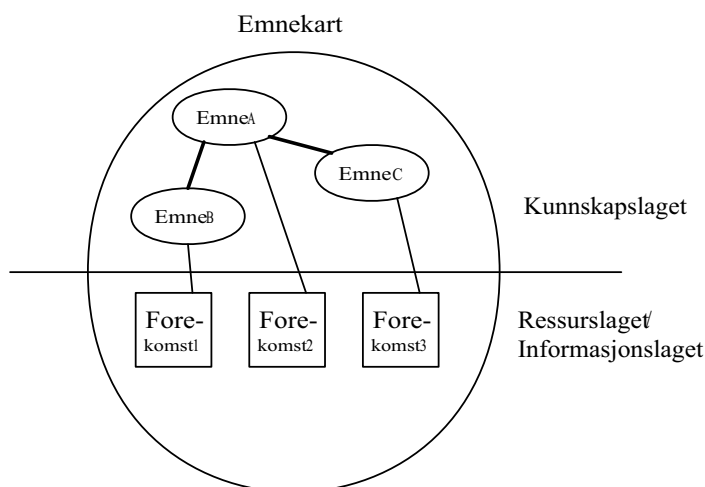 Emnekart
EmneA
EmneC
EmneB
Kunnskapslaget
Fore-
komst1
Fore-
komst2
Fore-
komst3
Ressurslaget/
Informasjonslaget